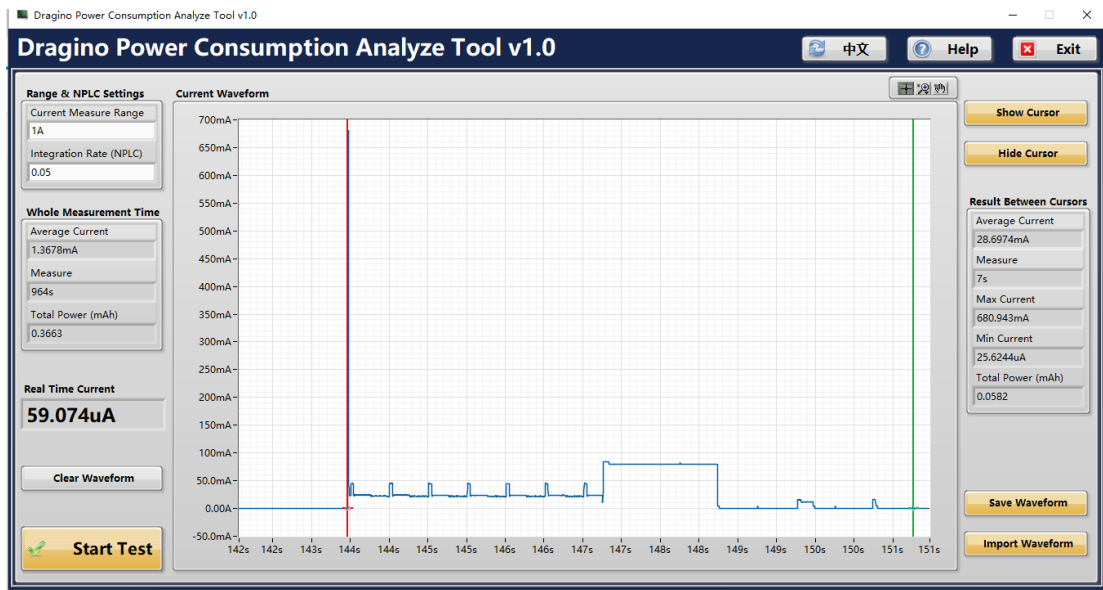 Dragino Power Consumption Analyze Tool v1.0
Dragino Power Consumption Analyze Tool v1.0
中文
Help
Exit
Range & NPLC Settings
Current Measure Range
1A
Integration Rate (NPLC)
0.05
Whole Measurement Time
Average Current
1.3678mA
Measure
964s
Total Power (mAh)
0.3663
Real Time Current
59.074uA
Clear Waveform
Start Test
Current Waveform
700mA
650mA
600mA
550mA
500mA
450mA
400mA
350mA
300mA
250mA
200mA
150mA
100mA
50.0mA
0.00A
-50.0mA
142s 142s 143s 144s 144s 145s 145s 146s 146s 147s 147s 148s 148s 149s 149s 150s 150s 151s 151s
Show Cursor
Hide Cursor
Result Between Cursors
Average Current
28.6974mA
Measure
7s
Max Current
680.943mA
Min Current
25.6244uA
Total Power (mAh)
0.0582
Save Waveform
Import Waveform